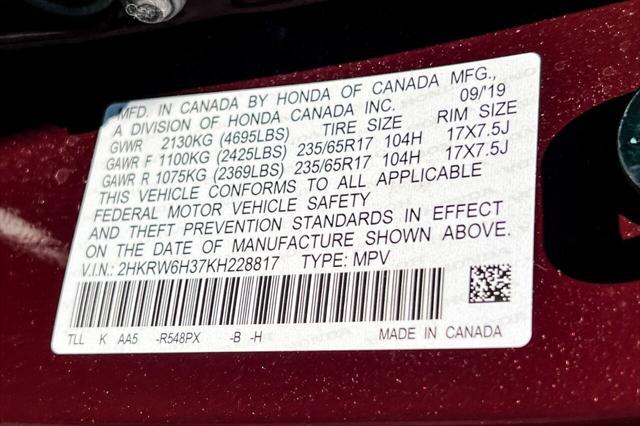 MFD. IN CANADA BY HONDA OF CANADA MFG.,
A DIVISION OF HONDA CANADA INC. 09/'19
GVWR 2130KG (4695LBS) TIRE SIZE RIM SIZE
GAWR F 1100KG (2425LBS) 235/65R17 104H 17X7.5J
GAWR R 1075KG (2369LBS) 235/65R17 104H 17X7.5J
THIS VEHICLE CONFORMS TO ALL APPLICABLE
FEDERAL MOTOR VEHICLE SAFETY
AND THEFT PREVENTION STANDARDS IN EFFECT
ON THE DATE OF MANUFACTURE SHOWN ABOVE.
V.I.N.: 2HKRW6H37KH228817 TYPE: MPV
TLL K AA5 -R548PX -B -H MADE IN CANADA